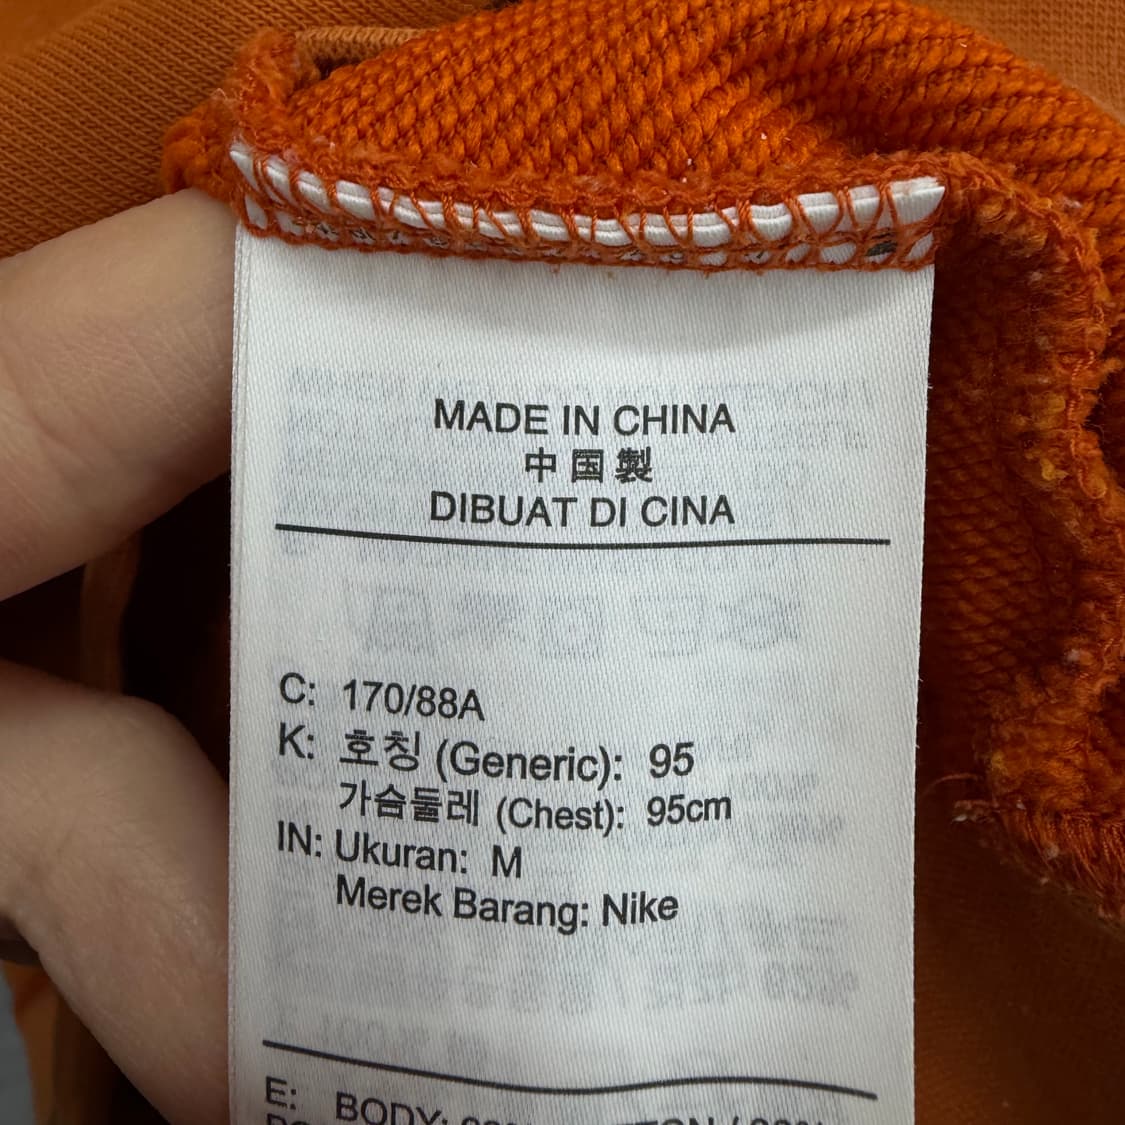 MADE IN CHINA
中国製
DIBUAT DI CINA
C: 170/88A
K: 호칭 (Generic): 95
가슴둘레 (Chest): 95cm
IN: Ukuran: M
Merek Barang: Nike
E: BODY: